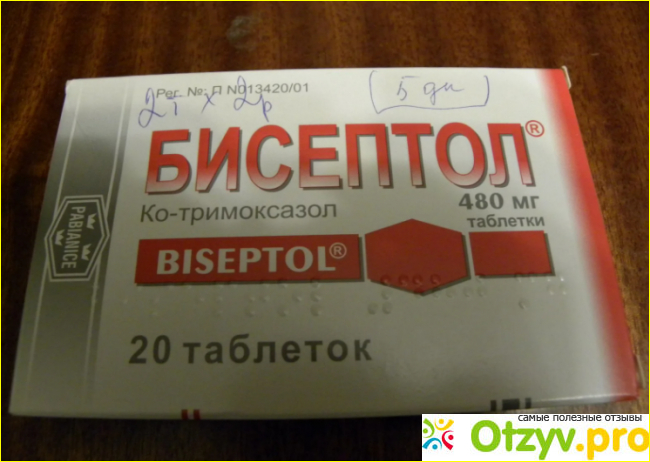 Рег. №: П N013420/01
2т х 2р
5 дн
БИСЕПТОЛ®
480 мг
таблетки
Ко-тримоксазол
PABIANICE
BISEPTOL®
20 таблеток
самые полезные отзывы
Otzyv.pro